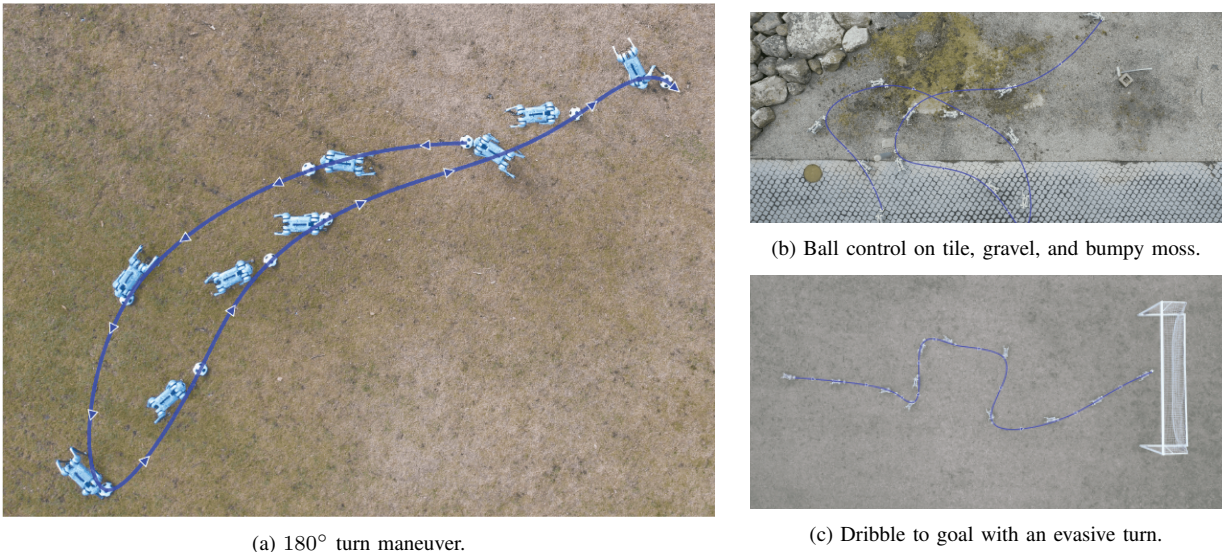 (a) 180° turn maneuver.
(b) Ball control on tile, gravel, and bumpy moss.
(c) Dribble to goal with an evasive turn.